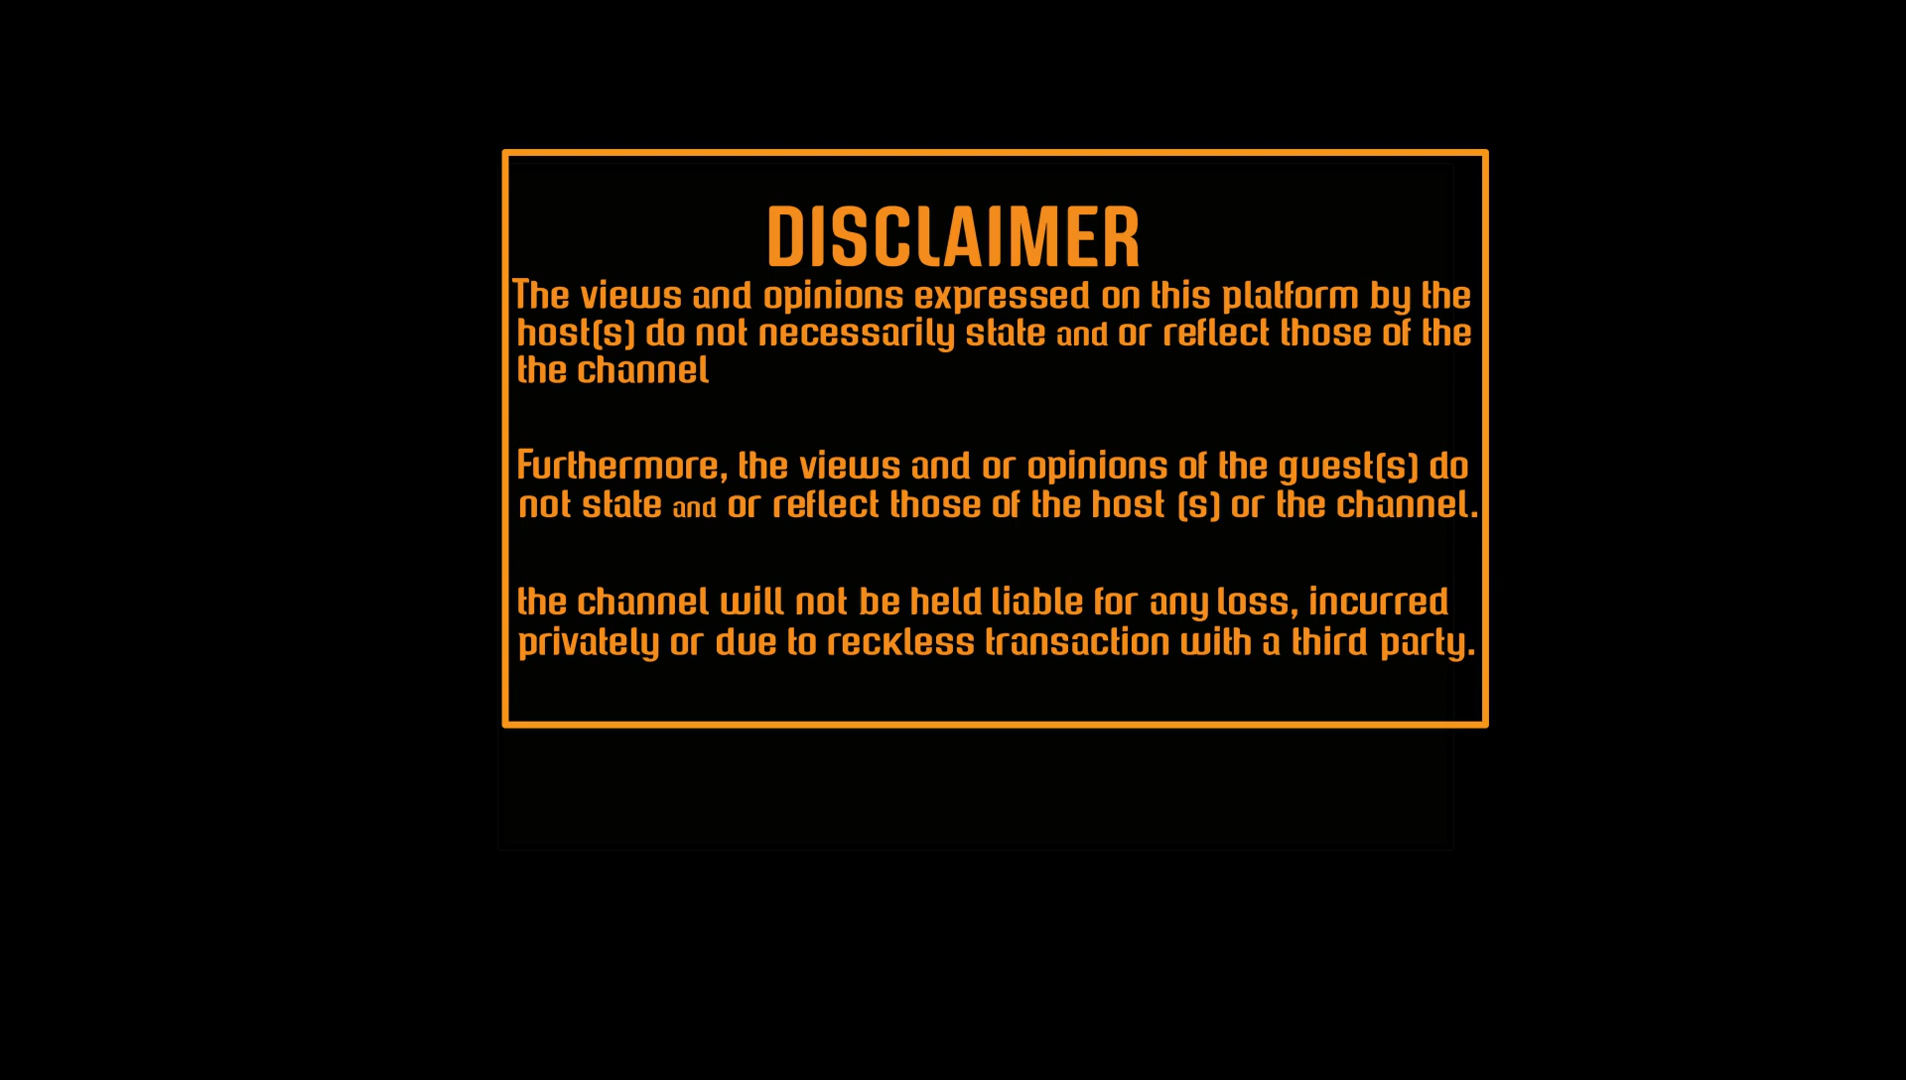 DISCLAIMER
The views and opinions expressed on this platform by the
host(s) do not necessarily state and or reflect those of the
the channel
Furthermore, the views and or opinions of the guest(s) do
not state and or reflect those of the host (s) or the channel.
the channel will not be held liable for any loss, incurred
privately or due to reckless transaction with a third party.